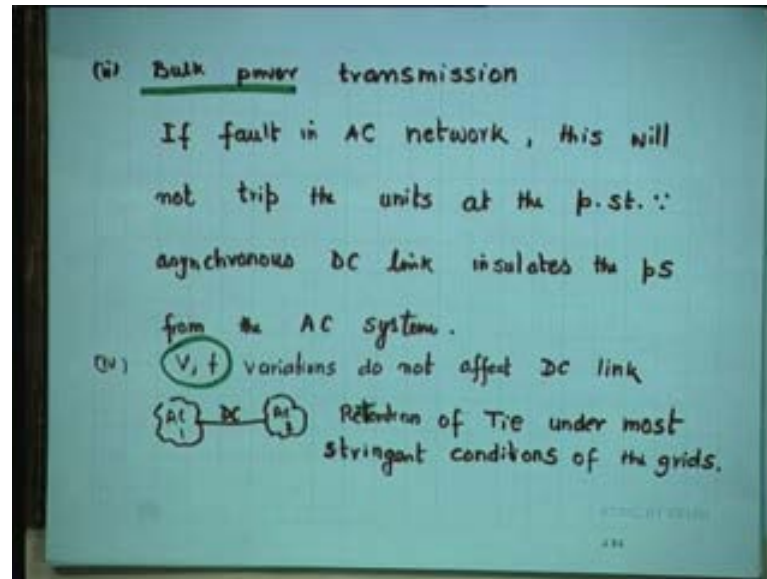 (iii) Bulk power transmission
If fault in AC network, this will
not trip the units at the p.st. ∵
asynchronous DC link insulates the ps
from the AC system.
(iv) V, f variations do not affect DC link
AC 1 DC AC 2 Retention of Tie under most
stringent conditions of the grids.